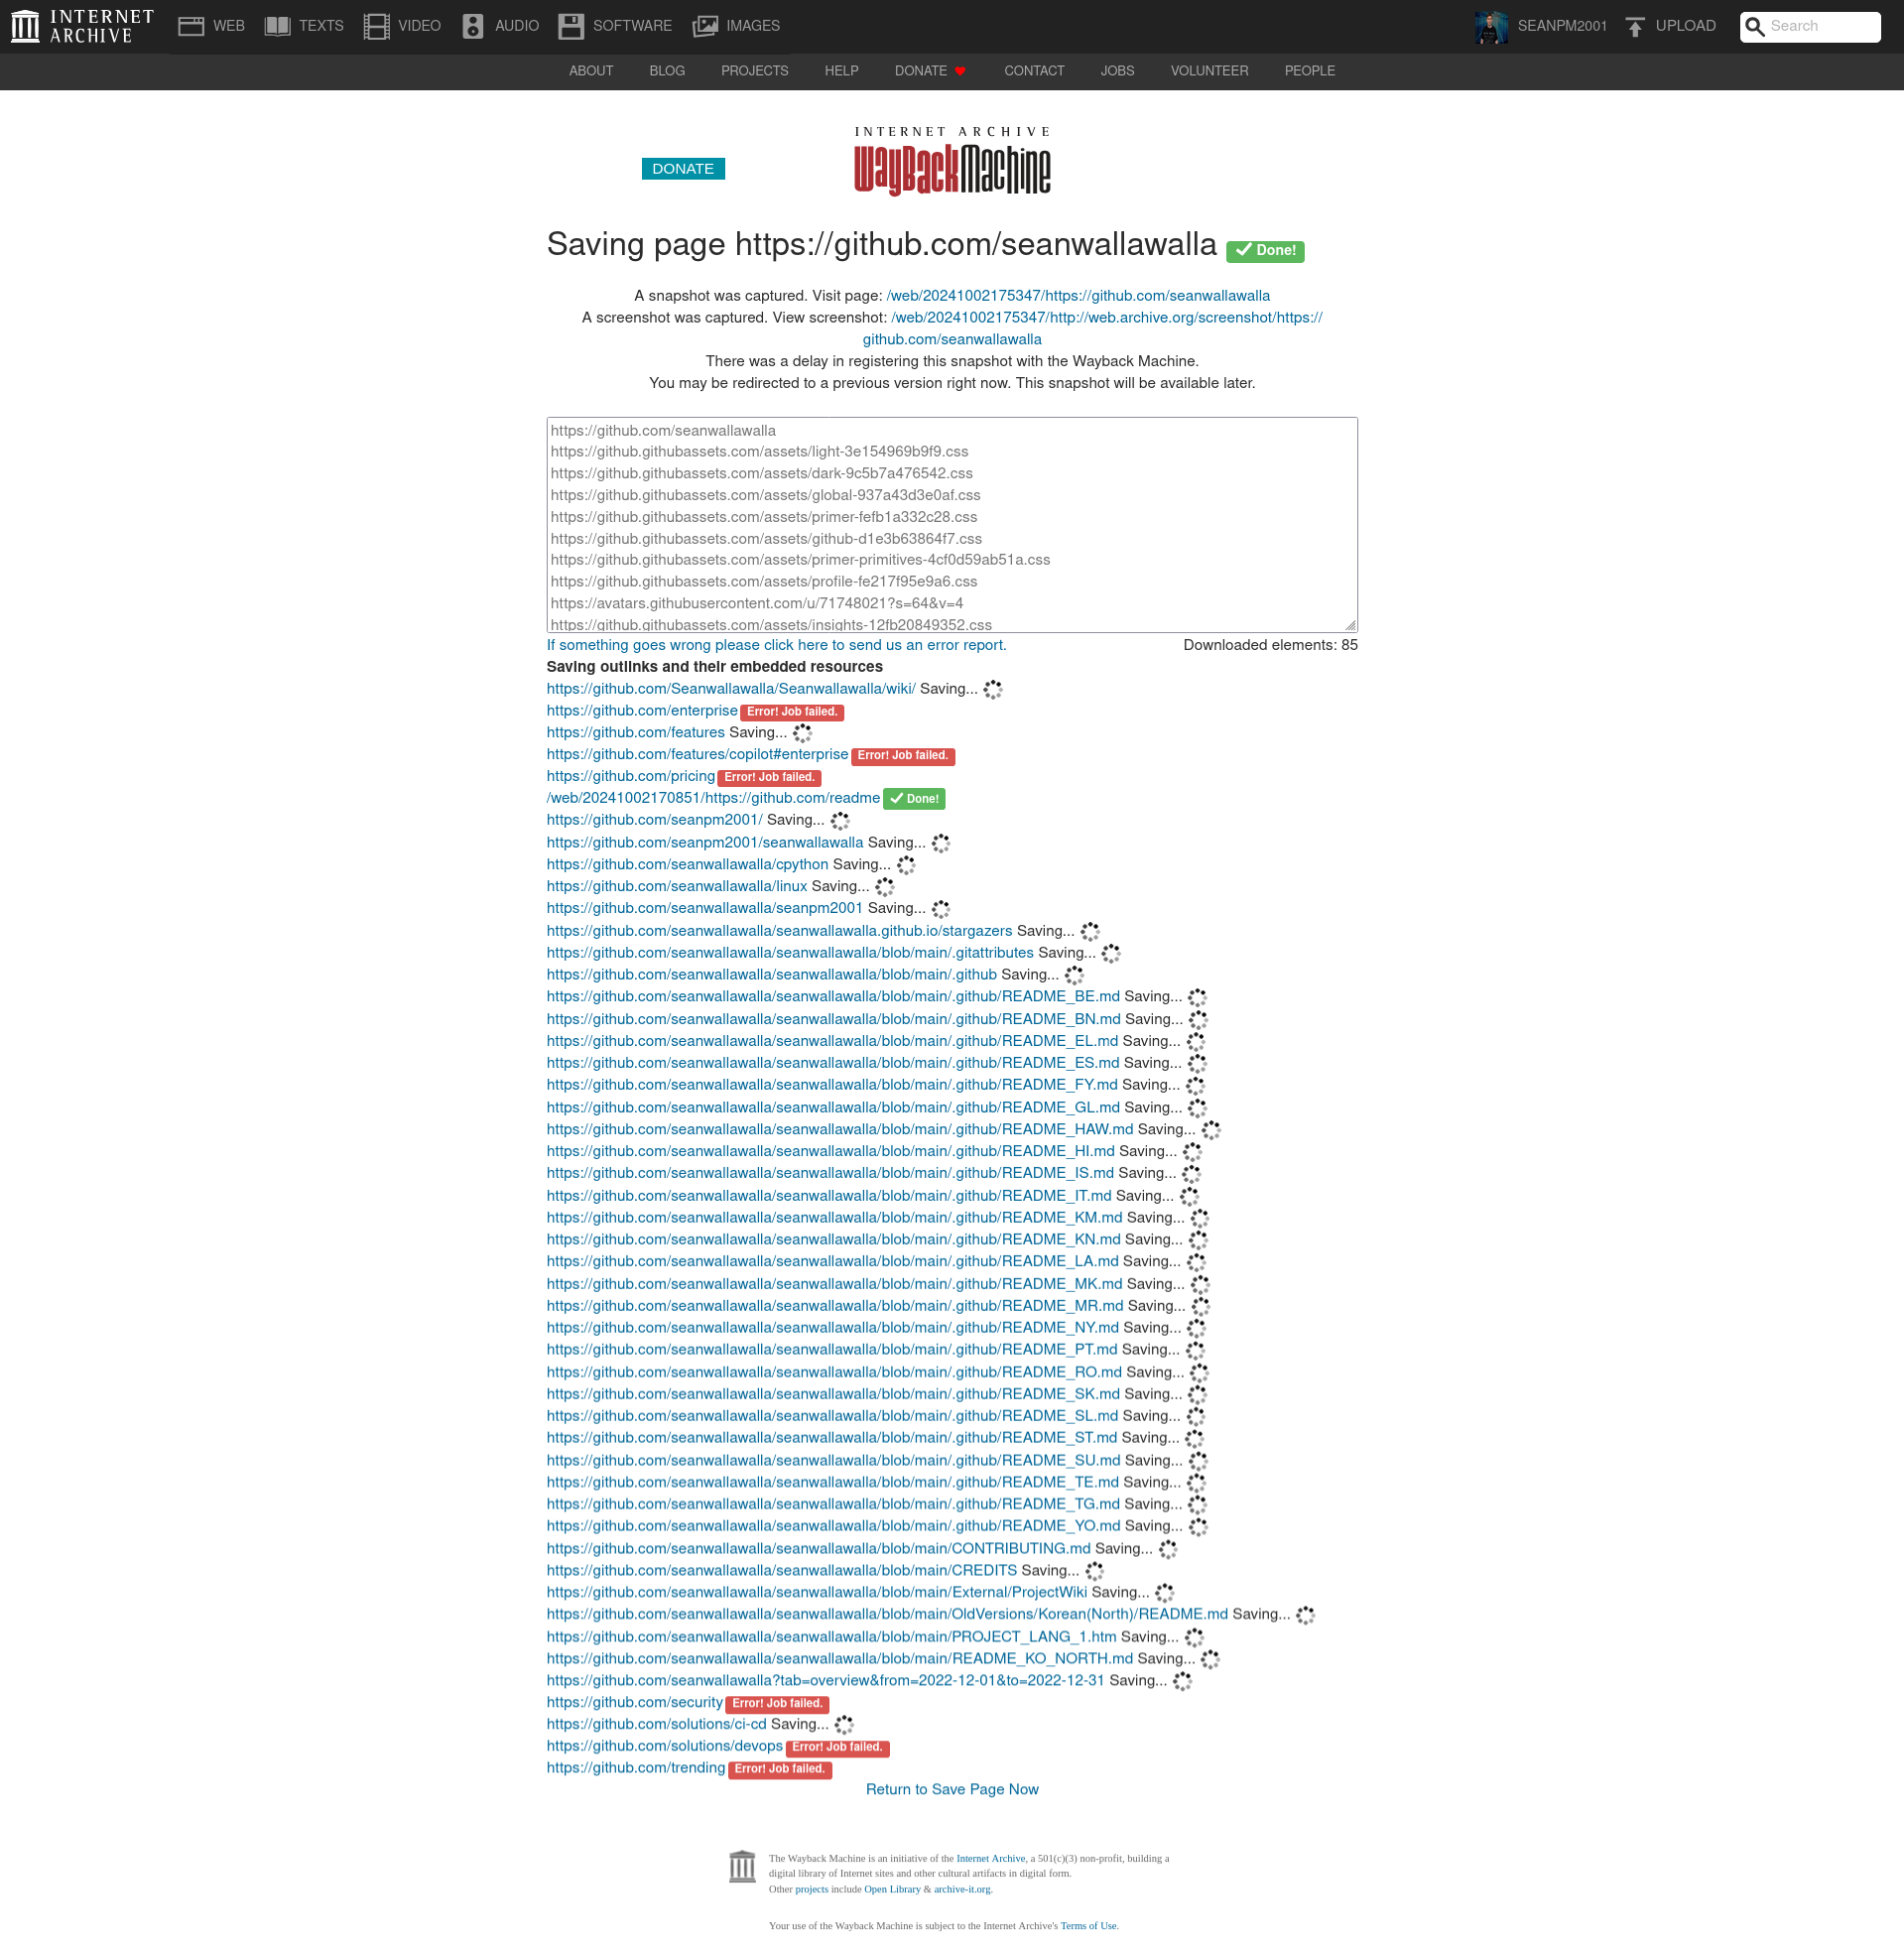 INTERNET ARCHIVE
WEB TEXTS VIDEO AUDIO SOFTWARE IMAGES SEANPM2001 UPLOAD Search
ABOUT BLOG PROJECTS HELP DONATE CONTACT JOBS VOLUNTEER PEOPLE
INTERNET ARCHIVE
DONATE WayBackMachine
Saving page https://github.com/seanwallawalla Done!
A snapshot was captured. Visit page: /web/20241002175347/https://github.com/seanwallawalla
A screenshot was captured. View screenshot: /web/20241002175347/http://web.archive.org/screenshot/https://
github.com/seanwallawalla
There was a delay in registering this snapshot with the Wayback Machine.
You may be redirected to a previous version right now. This snapshot will be available later.
https://github.com/seanwallawalla
https://github.githubassets.com/assets/light-3e154969b9f9.css
https://github.githubassets.com/assets/dark-9c5b7a476542.css
https://github.githubassets.com/assets/global-937a43d3e0af.css
https://github.githubassets.com/assets/primer-fefb1a332c28.css
https://github.githubassets.com/assets/github-d1e3b63864f7.css
https://github.githubassets.com/assets/primer-primitives-4cf0d59ab51a.css
https://github.githubassets.com/assets/profile-fe217f95e9a6.css
https://avatars.githubusercontent.com/u/71748021?s=64&v=4
https://github.githubassets.com/assets/insights-12fb20849352.css
If something goes wrong please click here to send us an error report. Downloaded elements: 85
Saving outlinks and their embedded resources
https://github.com/Seanwallawalla/Seanwallawalla/wiki/ Saving...
https://github.com/enterprise Error! Job failed.
https://github.com/features Saving...
https://github.com/features/copilot#enterprise Error! Job failed.
https://github.com/pricing Error! Job failed.
/web/20241002170851/https://github.com/readme Done!
https://github.com/seanpm2001/ Saving...
https://github.com/seanpm2001/seanwallawalla Saving...
https://github.com/seanwallawalla/cpython Saving...
https://github.com/seanwallawalla/linux Saving...
https://github.com/seanwallawalla/seanpm2001 Saving...
https://github.com/seanwallawalla/seanwallawalla.github.io/stargazers Saving...
https://github.com/seanwallawalla/seanwallawalla/blob/main/.gitattributes Saving...
https://github.com/seanwallawalla/seanwallawalla/blob/main/.github Saving...
https://github.com/seanwallawalla/seanwallawalla/blob/main/.github/README_BE.md Saving...
https://github.com/seanwallawalla/seanwallawalla/blob/main/.github/README_BN.md Saving...
https://github.com/seanwallawalla/seanwallawalla/blob/main/.github/README_EL.md Saving...
https://github.com/seanwallawalla/seanwallawalla/blob/main/.github/README_ES.md Saving...
https://github.com/seanwallawalla/seanwallawalla/blob/main/.github/README_FY.md Saving...
https://github.com/seanwallawalla/seanwallawalla/blob/main/.github/README_GL.md Saving...
https://github.com/seanwallawalla/seanwallawalla/blob/main/.github/README_HAW.md Saving...
https://github.com/seanwallawalla/seanwallawalla/blob/main/.github/README_HI.md Saving...
https://github.com/seanwallawalla/seanwallawalla/blob/main/.github/README_IS.md Saving...
https://github.com/seanwallawalla/seanwallawalla/blob/main/.github/README_IT.md Saving...
https://github.com/seanwallawalla/seanwallawalla/blob/main/.github/README_KM.md Saving...
https://github.com/seanwallawalla/seanwallawalla/blob/main/.github/README_KN.md Saving...
https://github.com/seanwallawalla/seanwallawalla/blob/main/.github/README_LA.md Saving...
https://github.com/seanwallawalla/seanwallawalla/blob/main/.github/README_MK.md Saving...
https://github.com/seanwallawalla/seanwallawalla/blob/main/.github/README_MR.md Saving...
https://github.com/seanwallawalla/seanwallawalla/blob/main/.github/README_NY.md Saving...
https://github.com/seanwallawalla/seanwallawalla/blob/main/.github/README_PT.md Saving...
https://github.com/seanwallawalla/seanwallawalla/blob/main/.github/README_RO.md Saving...
https://github.com/seanwallawalla/seanwallawalla/blob/main/.github/README_SK.md Saving...
https://github.com/seanwallawalla/seanwallawalla/blob/main/.github/README_SL.md Saving...
https://github.com/seanwallawalla/seanwallawalla/blob/main/.github/README_ST.md Saving...
https://github.com/seanwallawalla/seanwallawalla/blob/main/.github/README_SU.md Saving...
https://github.com/seanwallawalla/seanwallawalla/blob/main/.github/README_TE.md Saving...
https://github.com/seanwallawalla/seanwallawalla/blob/main/.github/README_TG.md Saving...
https://github.com/seanwallawalla/seanwallawalla/blob/main/.github/README_YO.md Saving...
https://github.com/seanwallawalla/seanwallawalla/blob/main/CONTRIBUTING.md Saving...
https://github.com/seanwallawalla/seanwallawalla/blob/main/CREDITS Saving...
https://github.com/seanwallawalla/seanwallawalla/blob/main/External/ProjectWiki Saving...
https://github.com/seanwallawalla/seanwallawalla/blob/main/OldVersions/Korean(North)/README.md Saving...
https://github.com/seanwallawalla/seanwallawalla/blob/main/PROJECT_LANG_1.htm Saving...
https://github.com/seanwallawalla/seanwallawalla/blob/main/README_KO_NORTH.md Saving...
https://github.com/seanwallawalla?tab=overview&from=2022-12-01&to=2022-12-31 Saving...
https://github.com/security Error! Job failed.
https://github.com/solutions/ci-cd Saving...
https://github.com/solutions/devops Error! Job failed.
https://github.com/trending Error! Job failed.
Return to Save Page Now
The Wayback Machine is an initiative of the Internet Archive, a 501(c)(3) non-profit, building a
digital library of Internet sites and other cultural artifacts in digital form.
Other projects include Open Library & archive-it.org.
Your use of the Wayback Machine is subject to the Internet Archive's Terms of Use.